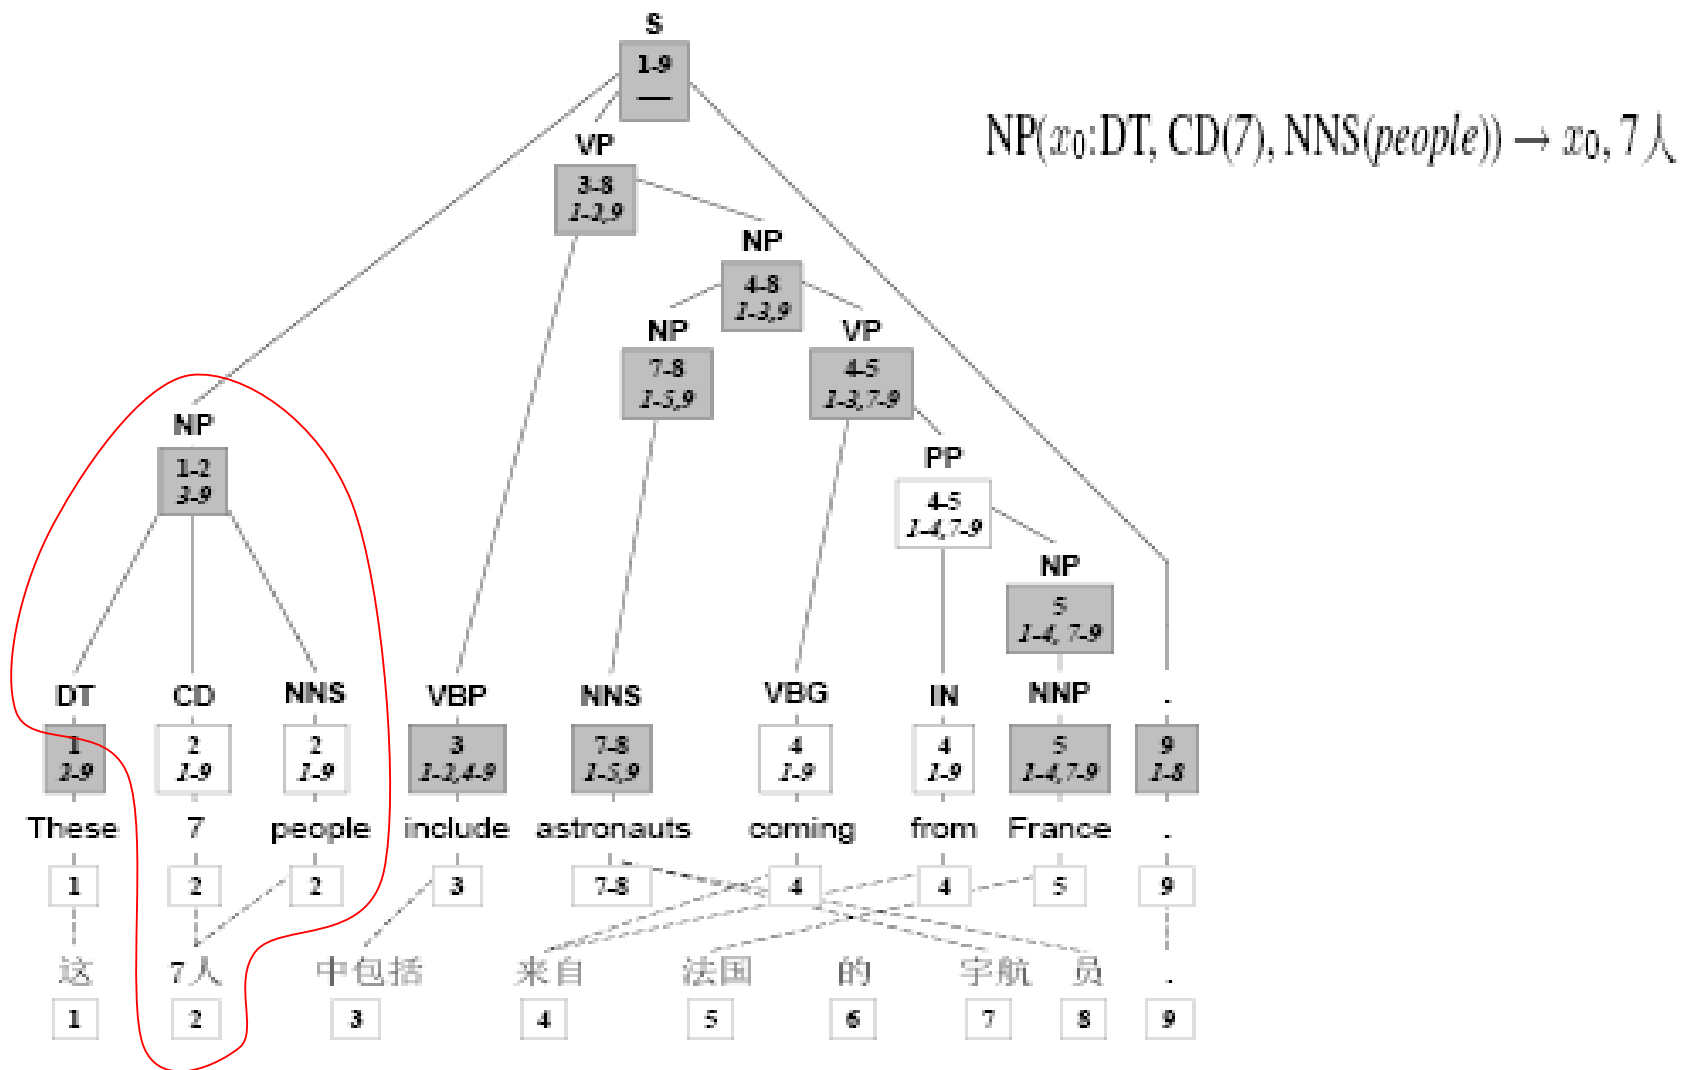 S
1-9
NP(x₀:DT, CD(7), NNS(people)) → x₀, 7人
VP
3-8
1-2,9
NP
4-8
1-3,9
NP VP
7-8 4-5
1-5,9 1-3,7-9
NP
1-2
3-9
PP
4-5
1-4,7-9
NP
5
1-4, 7-9
DT CD NNS VBP NNS VBG IN NNP .
1 2 2 3 7-8 4 4 5 9
2-9 1-9 1-9 1-2,4-9 1-5,9 1-9 1-9 1-4,7-9 1-8
These 7 people include astronauts coming from France .
1 2 2 3 7-8 4 4 5 9
这 7人 中包括 来自 法国 的 宇航 员 .
1 2 3 4 5 6 7 8 9